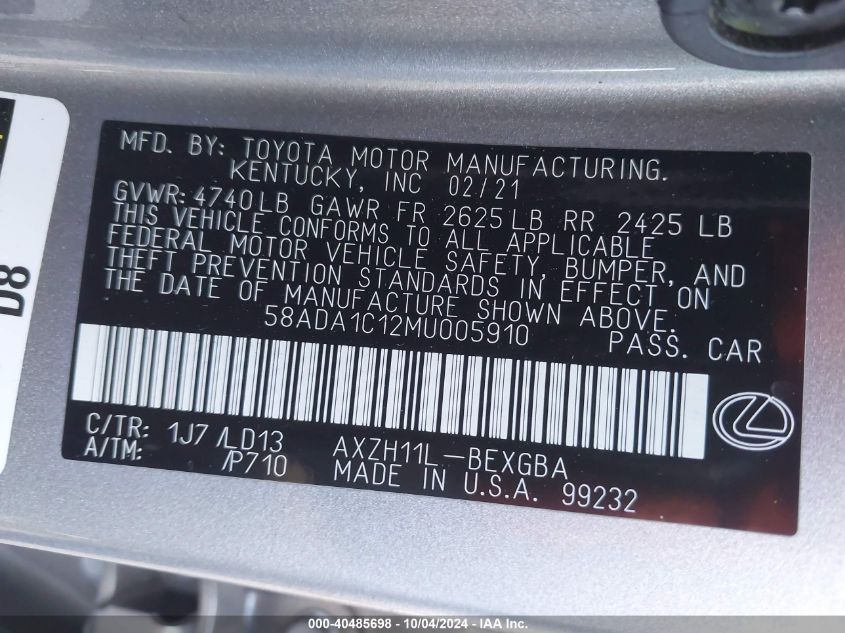 MFD. BY: TOYOTA MOTOR MANUFACTURING.
KENTUCKY, INC 02/21
GVWR: 4740LB GAWR FR 2625LB RR 2425 LB
THIS VEHICLE CONFORMS TO ALL APPLICABLE
FEDERAL MOTOR VEHICLE SAFETY, BUMPER, AND
THEFT PREVENTION STANDARDS IN EFFECT ON
THE DATE OF MANUFACTURE SHOWN ABOVE.
58ADA1C12MU005910 PASS. CAR
C/TR: 1J7 /LD13 AXZH11L-BEXGBA
A/TM: /P710 MADE IN U.S.A. 99232
D8
000-40485698 - 10/04/2024 - www.iaai.com